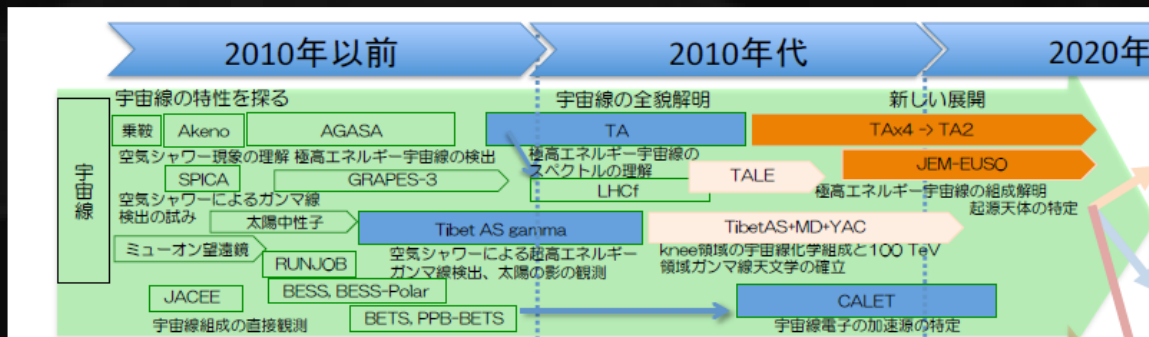 2010年以前
2010年代
2020年
宇宙線
宇宙線の特性を探る
宇宙線の全貌解明
新しい展開
乗鞍
Akeno
AGASA
TA
TAx4 -> TA2
空気シャワー現象の理解 極高エネルギー宇宙線の検出
極高エネルギー宇宙線の
スペクトルの理解
JEM-EUSO
SPICA
GRAPES-3
LHCf
TALE
極高エネルギー宇宙線の組成解明
起源天体の特定
空気シャワーによるガンマ線
検出の試み
太陽中性子
Tibet AS gamma
TibetAS+MD+YAC
ミューオン望遠鏡
RUNJOB
空気シャワーによる超高エネルギー
ガンマ線検出、太陽の影の観測
knee領域の宇宙線化学組成と100 TeV
領域ガンマ線天文学の確立
JACEE
BESS, BESS-Polar
CALET
BETS, PPB-BETS
宇宙線組成の直接観測
宇宙線電子の加速源の特定